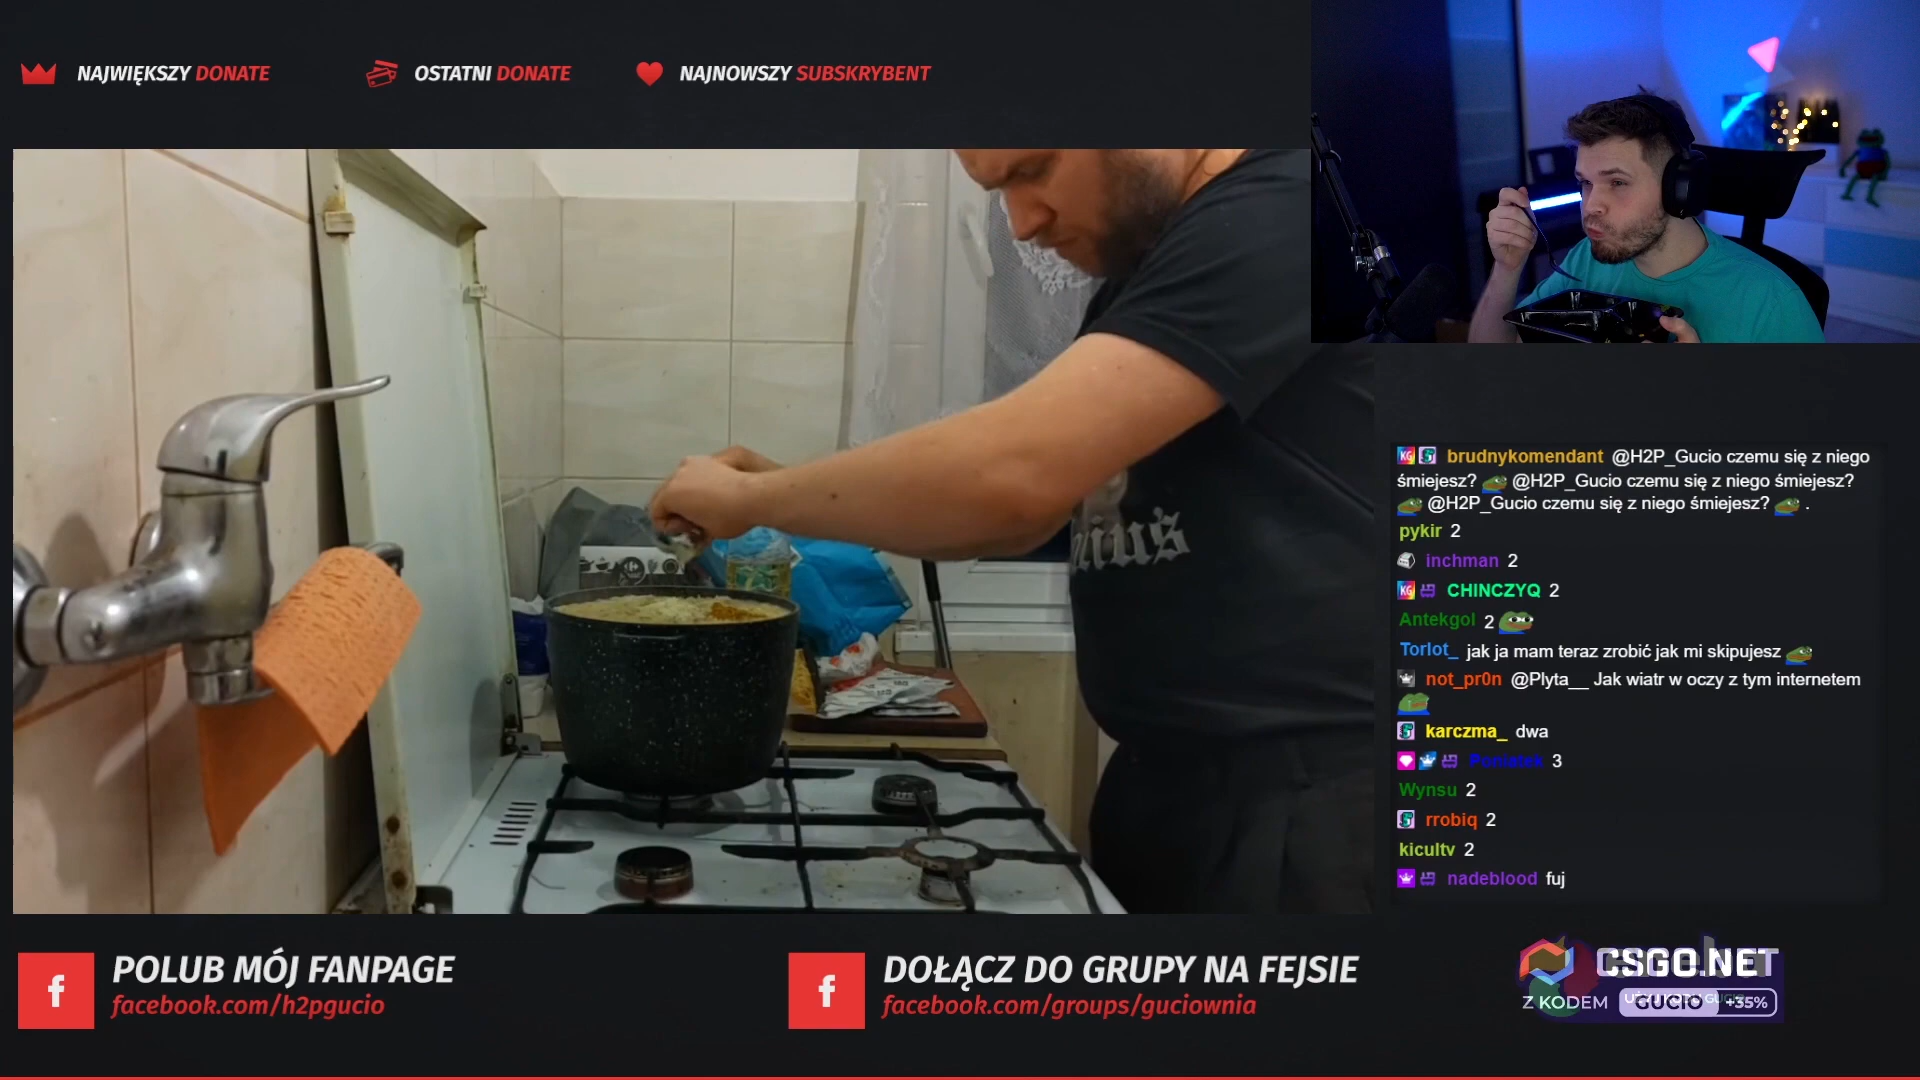 NAJWIĘKSZY DONATE
OSTATNI DONATE
NAJNOWSZY SUBSKRYBENT
brudnykomendant @H2P_Gucio czemu się z niego
śmiejesz? @H2P_Gucio czemu się z niego śmiejesz?
@H2P_Gucio czemu się z niego śmiejesz? .
pykir 2
inchman 2
KG CHINCZYQ 2
Antekgol 2
Torlot_ jak ja mam teraz zrobić jak mi skipujesz
not_pr0n @Plyta__ Jak wiatr w oczy z tym internetem
karczma_ dwa
Poniatek 3
Wynsu 2
rrobiq 2
kicultv 2
nadeblood fuj
POLUB MÓJ FANPAGE
facebook.com/h2pgucio
DOŁĄCZ DO GRUPY NA FEJSIE
facebook.com/groups/guciownia
CSGO.NET
Z KODEM GUCIO +35%